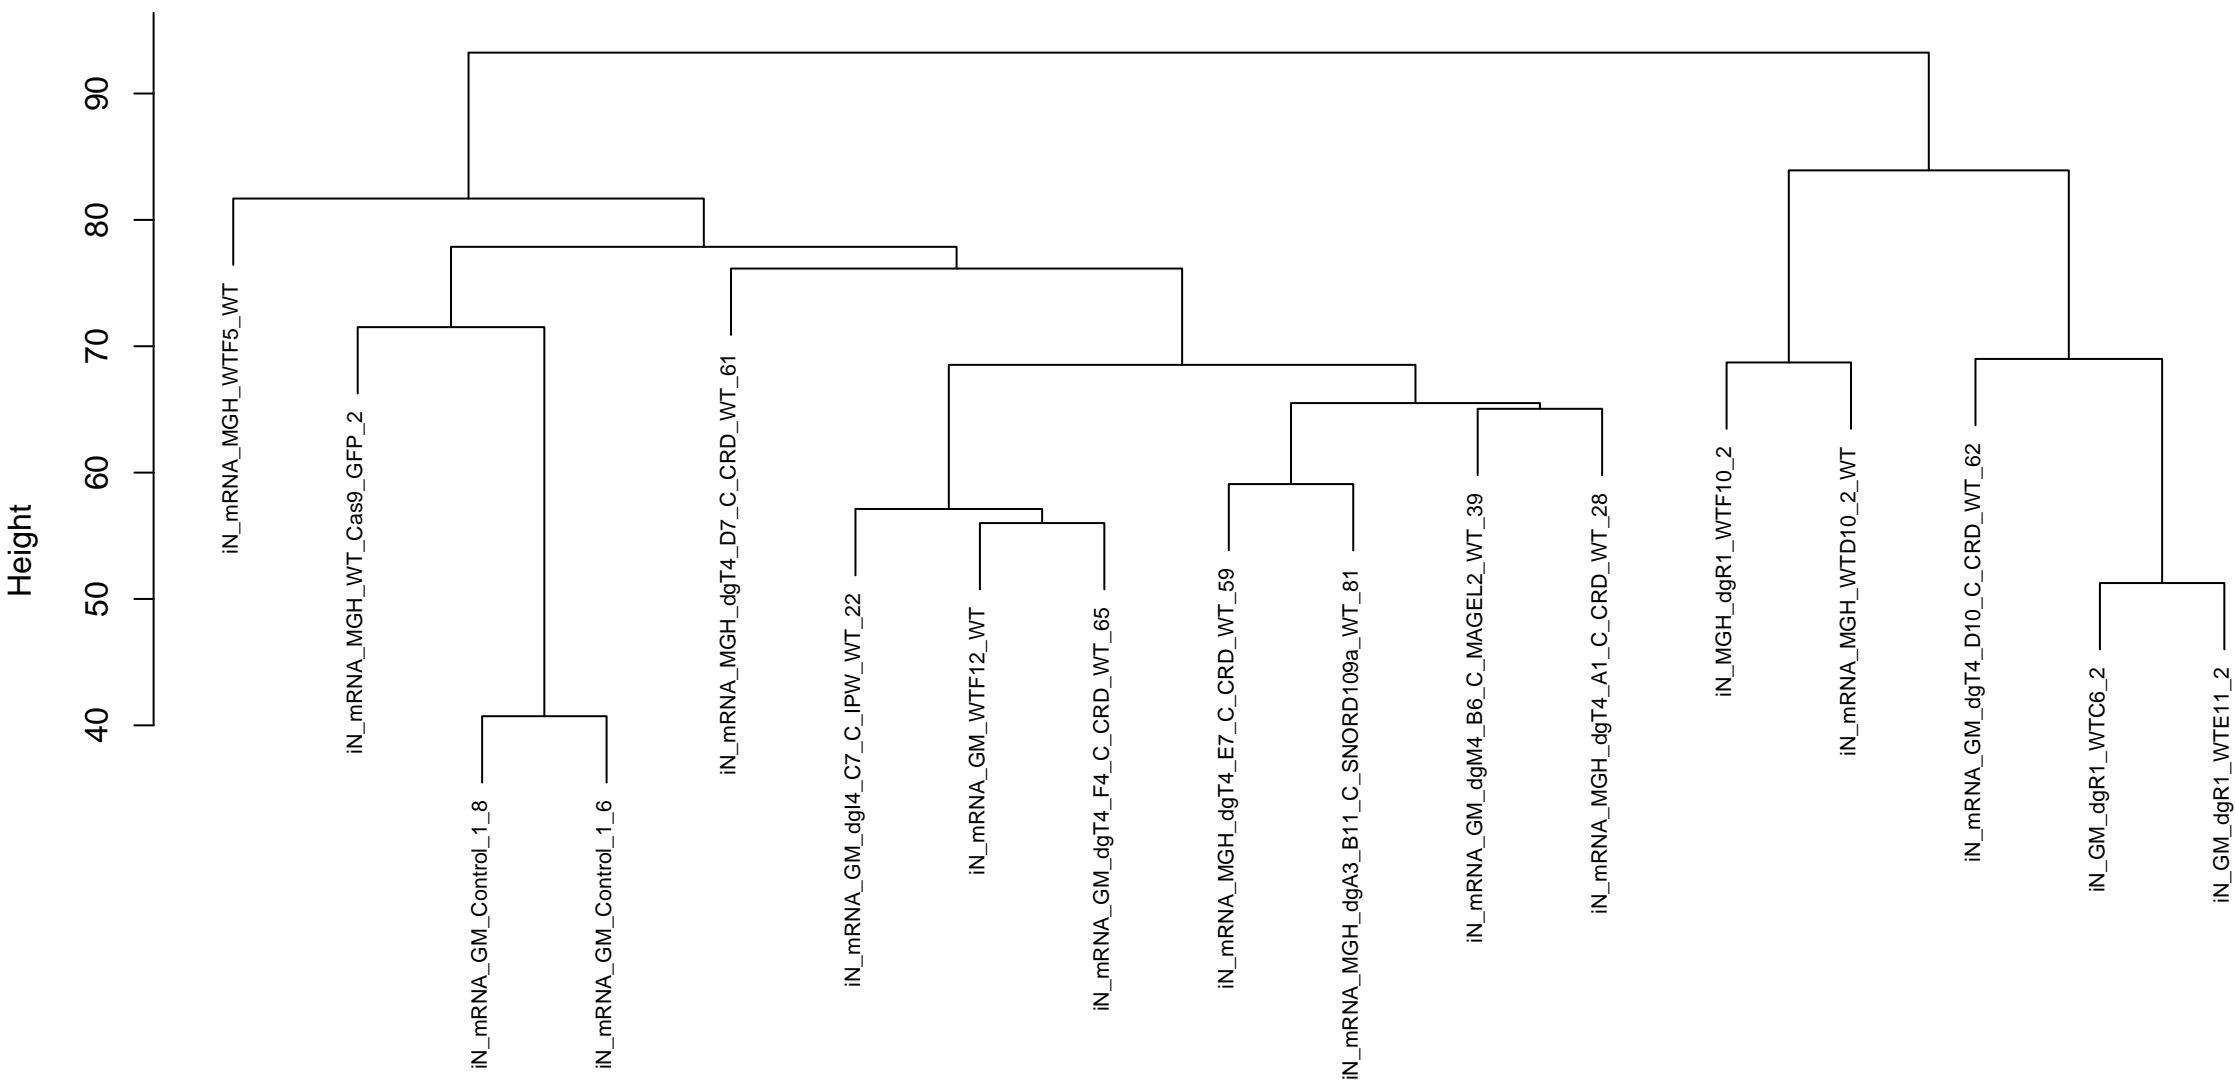 Height
90
80
70
60
50
40
iN_mRNA_MGH_WTF5_WT
iN_mRNA_MGH_WT_Cas9_GFP_2
iN_mRNA_GM_Control_1_8
iN_mRNA_GM_Control_1_6
iN_mRNA_MGH_dgT4_D7_C_CRD_WT_61
iN_mRNA_GM_dgI4_C7_C_IPW_WT_22
iN_mRNA_GM_WTF12_WT
iN_mRNA_GM_dgT4_F4_C_CRD_WT_65
iN_mRNA_MGH_dgT4_E7_C_CRD_WT_59
iN_mRNA_MGH_dgA3_B11_C_SNORD109a_WT_81
iN_mRNA_GM_dgM4_B6_C_MAGEL2_WT_39
iN_mRNA_MGH_dgT4_A1_C_CRD_WT_28
iN_MGH_dgR1_WTF10_2
iN_mRNA_MGH_WTD10_2_WT
iN_mRNA_GM_dgT4_D10_C_CRD_WT_62
iN_GM_dgR1_WTC6_2
iN_GM_dgR1_WTE11_2